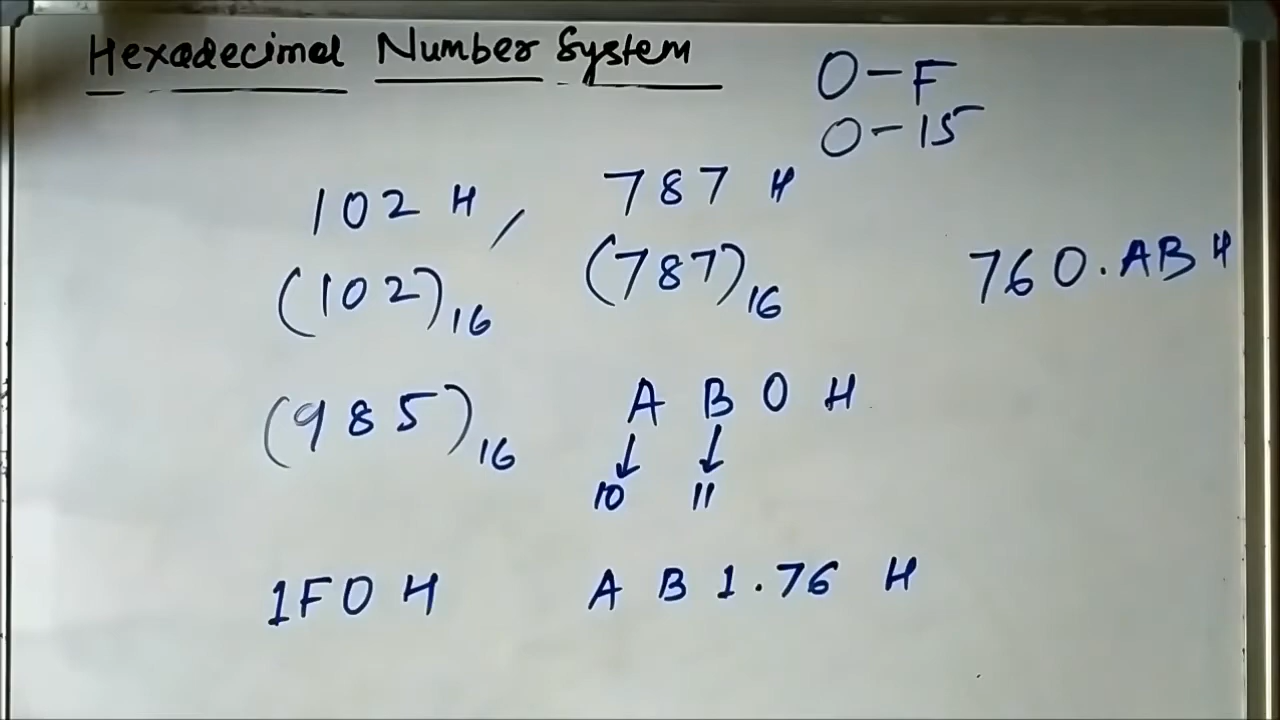 Hexadecimal Number System
0-F
0-15
102 H, 787 H
(102)16 (787)16
760.AB H
(985)16 A B 0 H
10 11
1F0 H A B 1.76 H